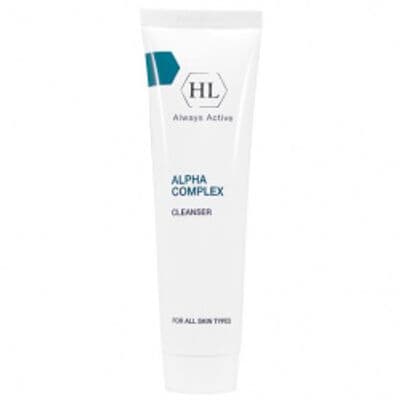 HL
Always Active
ALPHA
COMPLEX
CLEANSER
FOR ALL SKIN TYPES